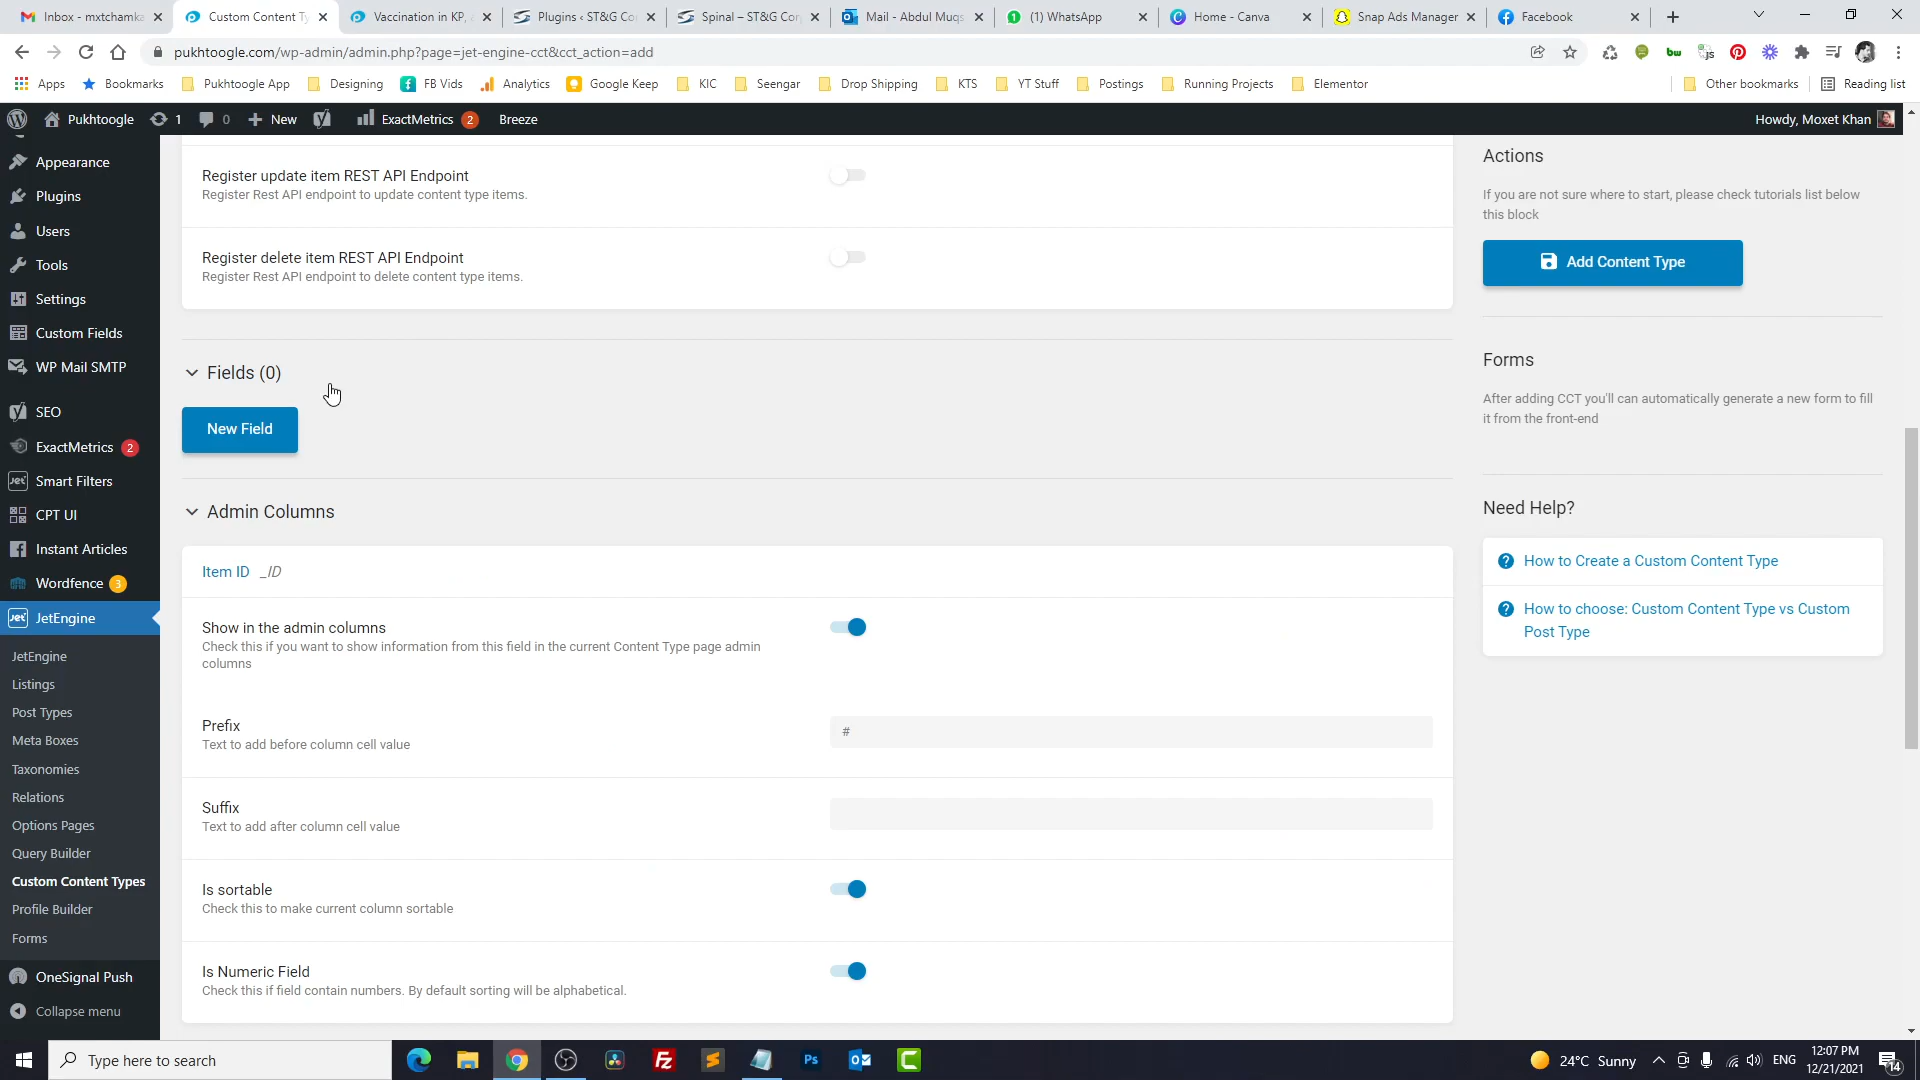 Inbox - mxtchamka
Custom Content Ty
Vaccination in KP,
Plugins ‹ ST&G Co
Spinal – ST&G Cor
Mail - Abdul Muqs
(1) WhatsApp
Home - Canva
Snap Ads Manager
Facebook
pukhtoogle.com/wp-admin/admin.php?page=jet-engine-cct&cct_action=add
Apps
Bookmarks
Pukhtoogle App
Designing
FB Vids
Analytics
Google Keep
KIC
Seengar
Drop Shipping
KTS
YT Stuff
Postings
Running Projects
Elementor
Other bookmarks
Reading list
Pukhtoogle
1
0
New
ExactMetrics 2
Breeze
Howdy, Moxet Khan
Appearance
Plugins
Users
Tools
Settings
Custom Fields
WP Mail SMTP
SEO
ExactMetrics 2
Smart Filters
CPT UI
Instant Articles
Wordfence 3
JetEngine
JetEngine
Listings
Post Types
Meta Boxes
Taxonomies
Relations
Options Pages
Query Builder
Custom Content Types
Profile Builder
Forms
OneSignal Push
Collapse menu
Register update item REST API Endpoint
Register Rest API endpoint to update content type items.
Register delete item REST API Endpoint
Register Rest API endpoint to delete content type items.
Fields (0)
New Field
Admin Columns
Item ID _ID
Show in the admin columns
Check this if you want to show information from this field in the current Content Type page admin
columns
Prefix
Text to add before column cell value
#
Suffix
Text to add after column cell value
Is sortable
Check this to make current column sortable
Is Numeric Field
Check this if field contain numbers. By default sorting will be alphabetical.
Actions
If you are not sure where to start, please check tutorials list below
this block
Add Content Type
Forms
After adding CCT you'll can automatically generate a new form to fill
it from the front-end
Need Help?
How to Create a Custom Content Type
How to choose: Custom Content Type vs Custom
Post Type
Type here to search
24°C Sunny
ENG
12:07 PM
12/21/2021
14